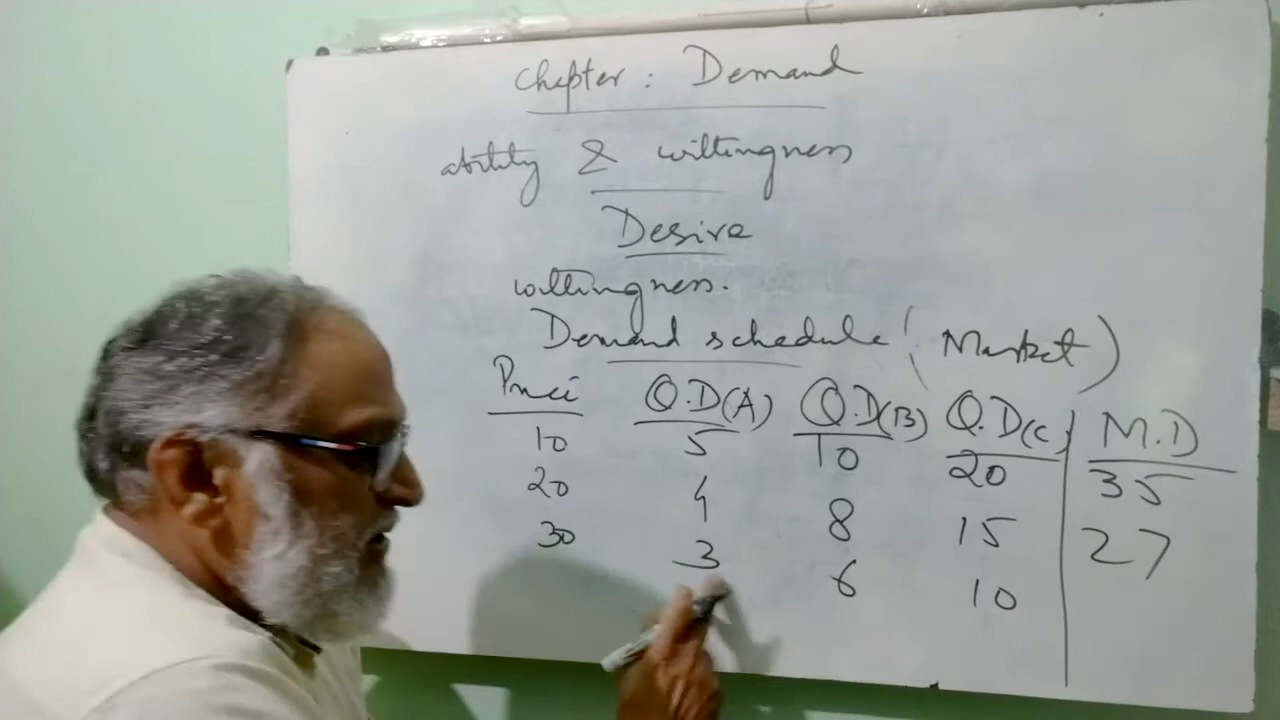 Chapter: Demand
ability & willingness
Desire
willingness.
Demand schedule (Market)
Price Q.D(A) Q.D(B) Q.D(C) M.D
10 5 10 20 35
20 4 8 15 27
30 3 6 10